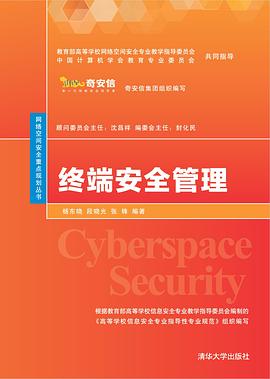 教育部高等学校网络空间安全专业教学指导委员会
中国计算机学会教育专业委员会
共同指导
奇安信
奇安信集团组织编写
顾问委员会主任：沈昌祥 编委会主任：封化民
网络空间安全重点规划丛书
终端安全管理
杨东晓 段晓光 张锋 编著
Cyberspace
Security
根据教育部高等学校信息安全专业教学指导委员会编制的
《高等学校信息安全专业指导性专业规范》组织编写
清华大学出版社